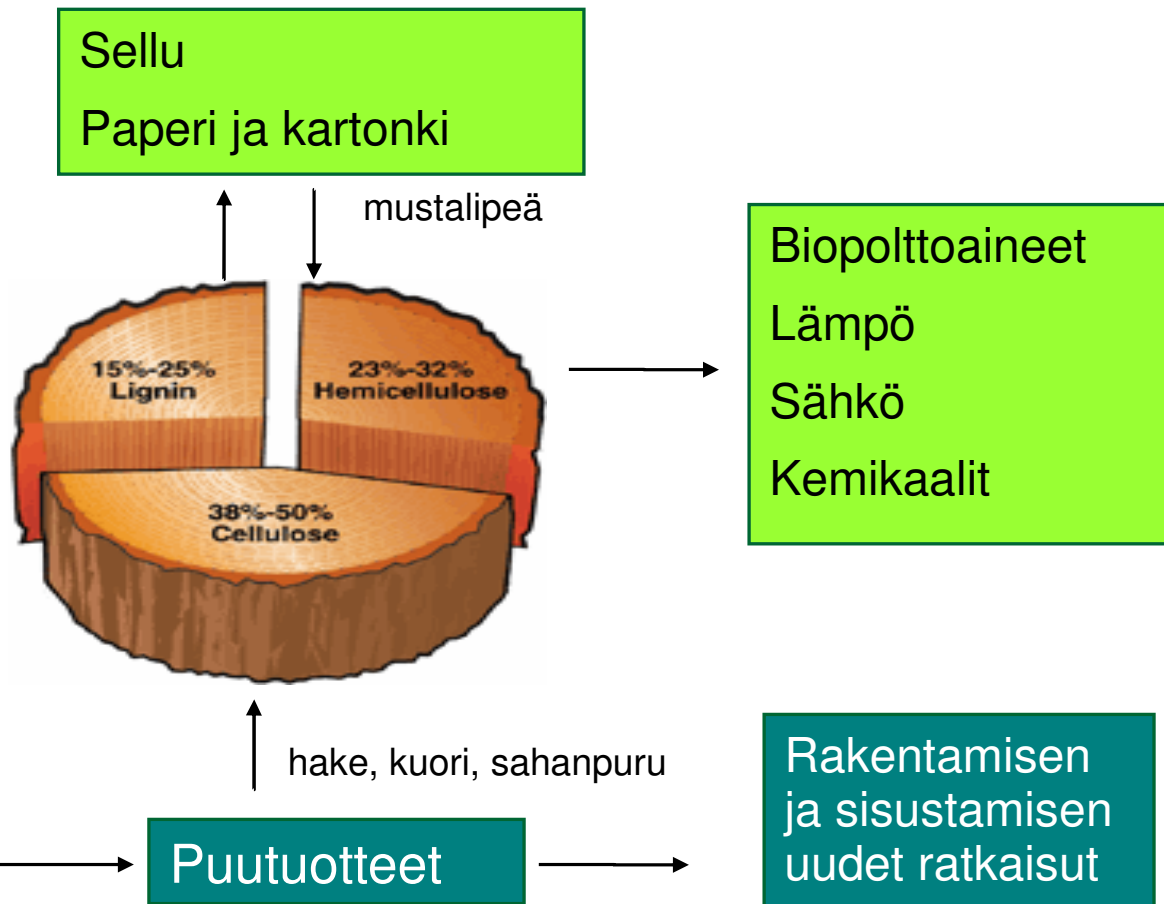 Sellu
Paperi ja kartonki
mustalipeä
Biopolttoaineet
Lämpö
Sähkö
Kemikaalit
15%-25%
Lignin
23%-32%
Hemicellulose
38%-50%
Cellulose
hake, kuori, sahanpuru
Puutuotteet
Rakentamisen
ja sisustamisen
uudet ratkaisut